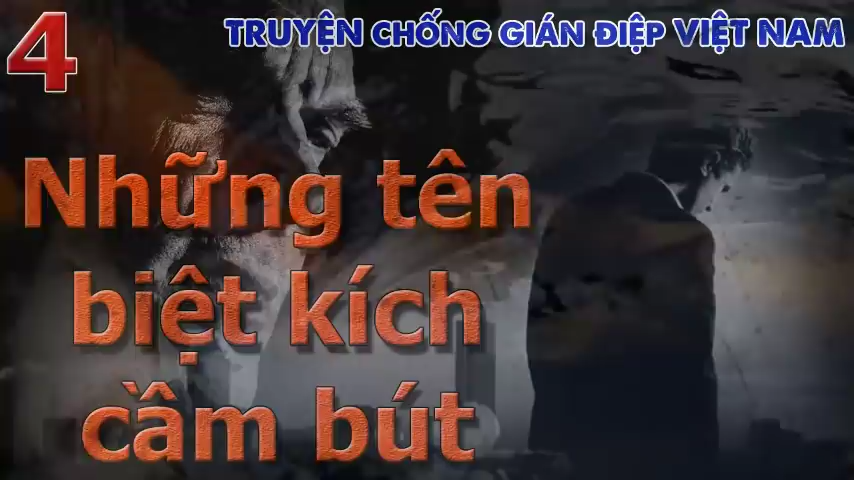 4
TRUYỆN CHỐNG GIÁN ĐIỆP VIỆT NAM
Những tên
biệt kích
cầm bút